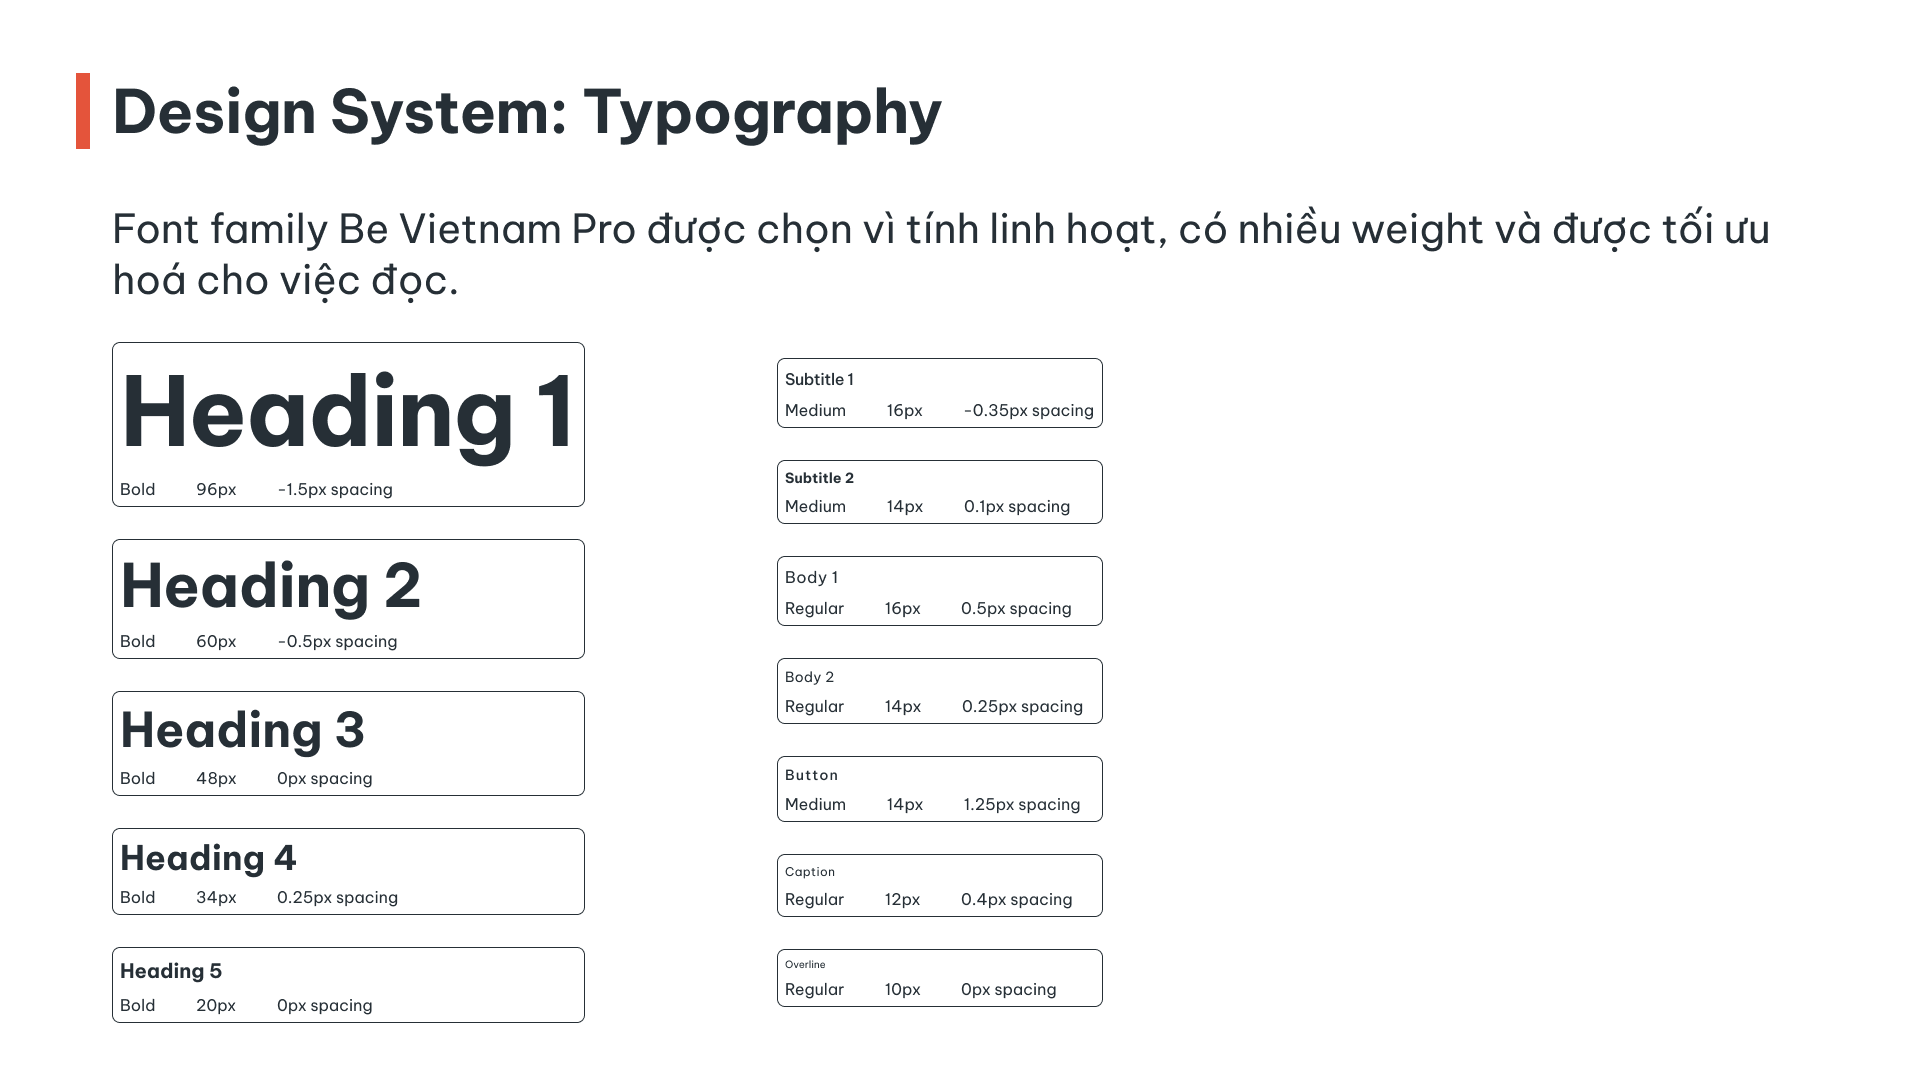 Design System: Typography
Font family Be Vietnam Pro được chọn vì tính linh hoạt, có nhiều weight và được tối ưu
hoá cho việc đọc.
Heading 1
Bold 96px -1.5px spacing
Heading 2
Bold 60px -0.5px spacing
Heading 3
Bold 48px 0px spacing
Heading 4
Bold 34px 0.25px spacing
Heading 5
Bold 20px 0px spacing
Subtitle 1
Medium 16px -0.35px spacing
Subtitle 2
Medium 14px 0.1px spacing
Body 1
Regular 16px 0.5px spacing
Body 2
Regular 14px 0.25px spacing
Button
Medium 14px 1.25px spacing
Caption
Regular 12px 0.4px spacing
Overline
Regular 10px 0px spacing